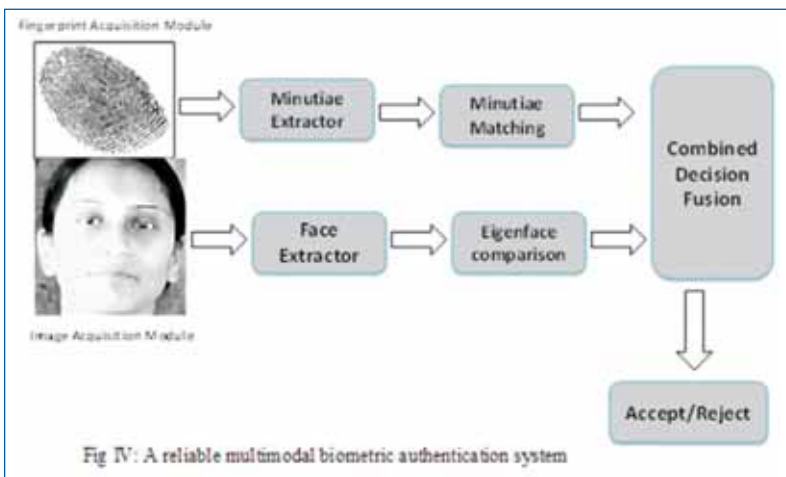 Fingerprint Acquisition Module
Minutiae
Extractor
Minutiae
Matching
Combined
Decision
Fusion
Face
Extractor
Eigenface
comparison
Image Acquisition Module
Accept/Reject
Fig IV: A reliable multimodal biometric authentication system